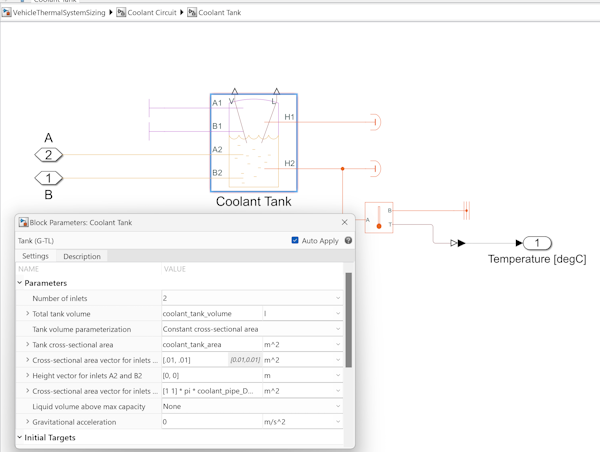 Coolant Tank
VehicleThermalSystemSizing ▶ Coolant Circuit ▶ Coolant Tank
V L
A1 H1
B1
A
2 A2
H2
1 B2
B
Coolant Tank
A B
T
1
Temperature [degC]
Block Parameters: Coolant Tank
Tank (G-TL) Auto Apply
Settings Description
NAME VALUE
Parameters
Number of inlets 2
Total tank volume coolant_tank_volume l
Tank volume parameterization Constant cross-sectional area
Tank cross-sectional area coolant_tank_area m^2
Cross-sectional area vector for inlets ... [.01, .01] [0.01,0.01] m^2
Height vector for inlets A2 and B2 [0, 0] m
Cross-sectional area vector for inlets ... [1 1] * pi * coolant_pipe_D... m^2
Liquid volume above max capacity None
Gravitational acceleration 0 m/s^2
Initial Targets